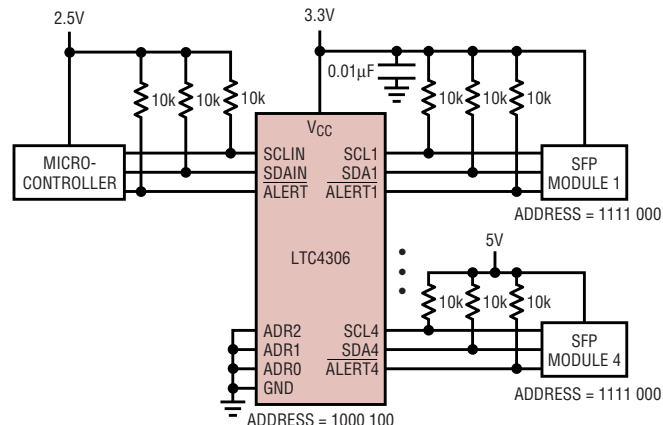 2.5V
10k
10k
10k
MICRO-
CONTROLLER
3.3V
0.01μF
10k
10k
10k
VCC
SCLIN
SDAIN
ALERT
SCL1
SDA1
ALERT1
LTC4306
ADR2
ADR1
ADR0
GND
SCL4
SDA4
ALERT4
ADDRESS = 1000 100
SFP
MODULE 1
ADDRESS = 1111 000
5V
10k
10k
10k
SFP
MODULE 4
ADDRESS = 1111 000